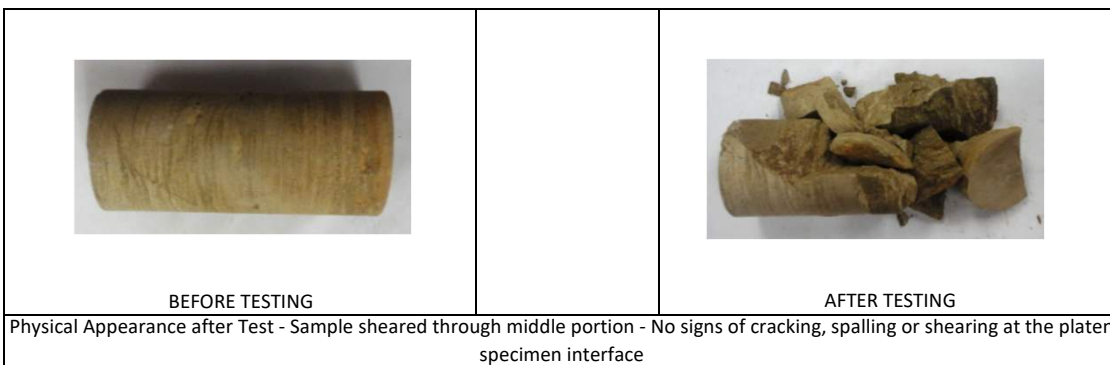 BEFORE TESTING
AFTER TESTING
Physical Appearance after Test - Sample sheared through middle portion - No signs of cracking, spalling or shearing at the platen
specimen interface